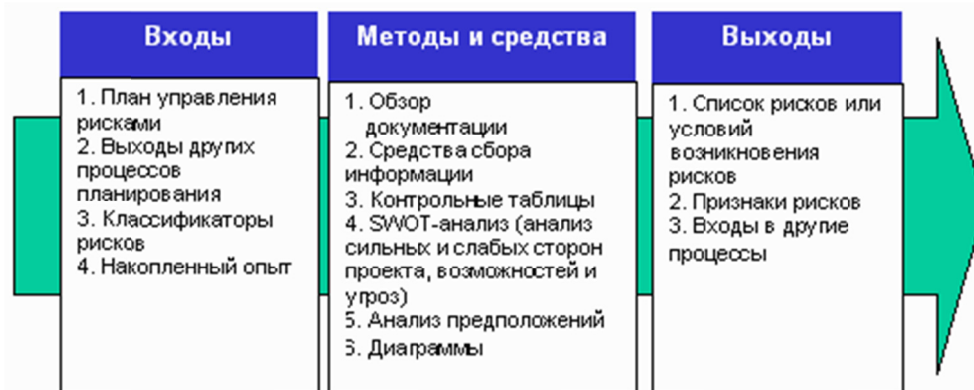 Входы
1. План управления
рисками
2. Выходы других
процессов
планирования
3. Классификаторы
рисков
4. Накопленный опыт
Методы и средства
1. Обзор
документации
2. Средства сбора
информации
3. Контрольные таблицы
4. SWOT-анализ (анализ
сильных и слабых сторон
проекта, возможностей и
угроз)
5. Анализ предположений
6. Диаграммы
Выходы
1. Список рисков или
условий
возникновения
рисков
2. Признаки рисков
3. Входы в другие
процессы